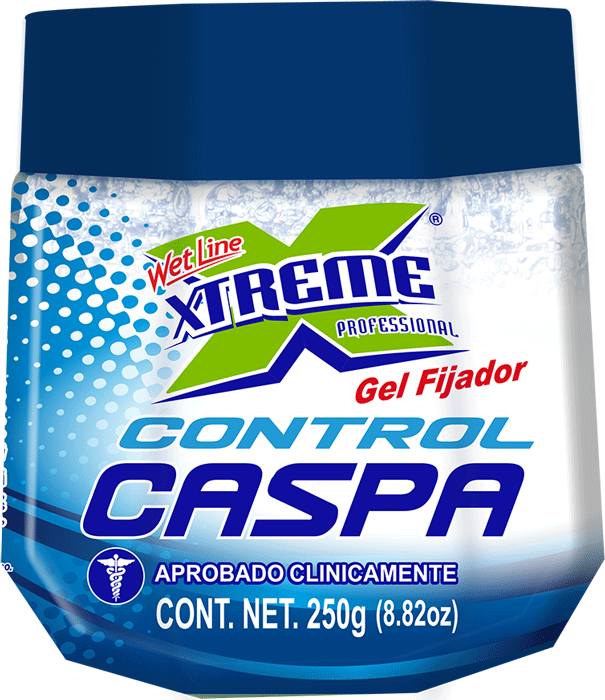 Wet Line
XTREME
®
PROFESSIONAL
Gel Fijador
CONTROL
CASPA
APROBADO CLINICAMENTE
CONT. NET. 250g (8.82oz)